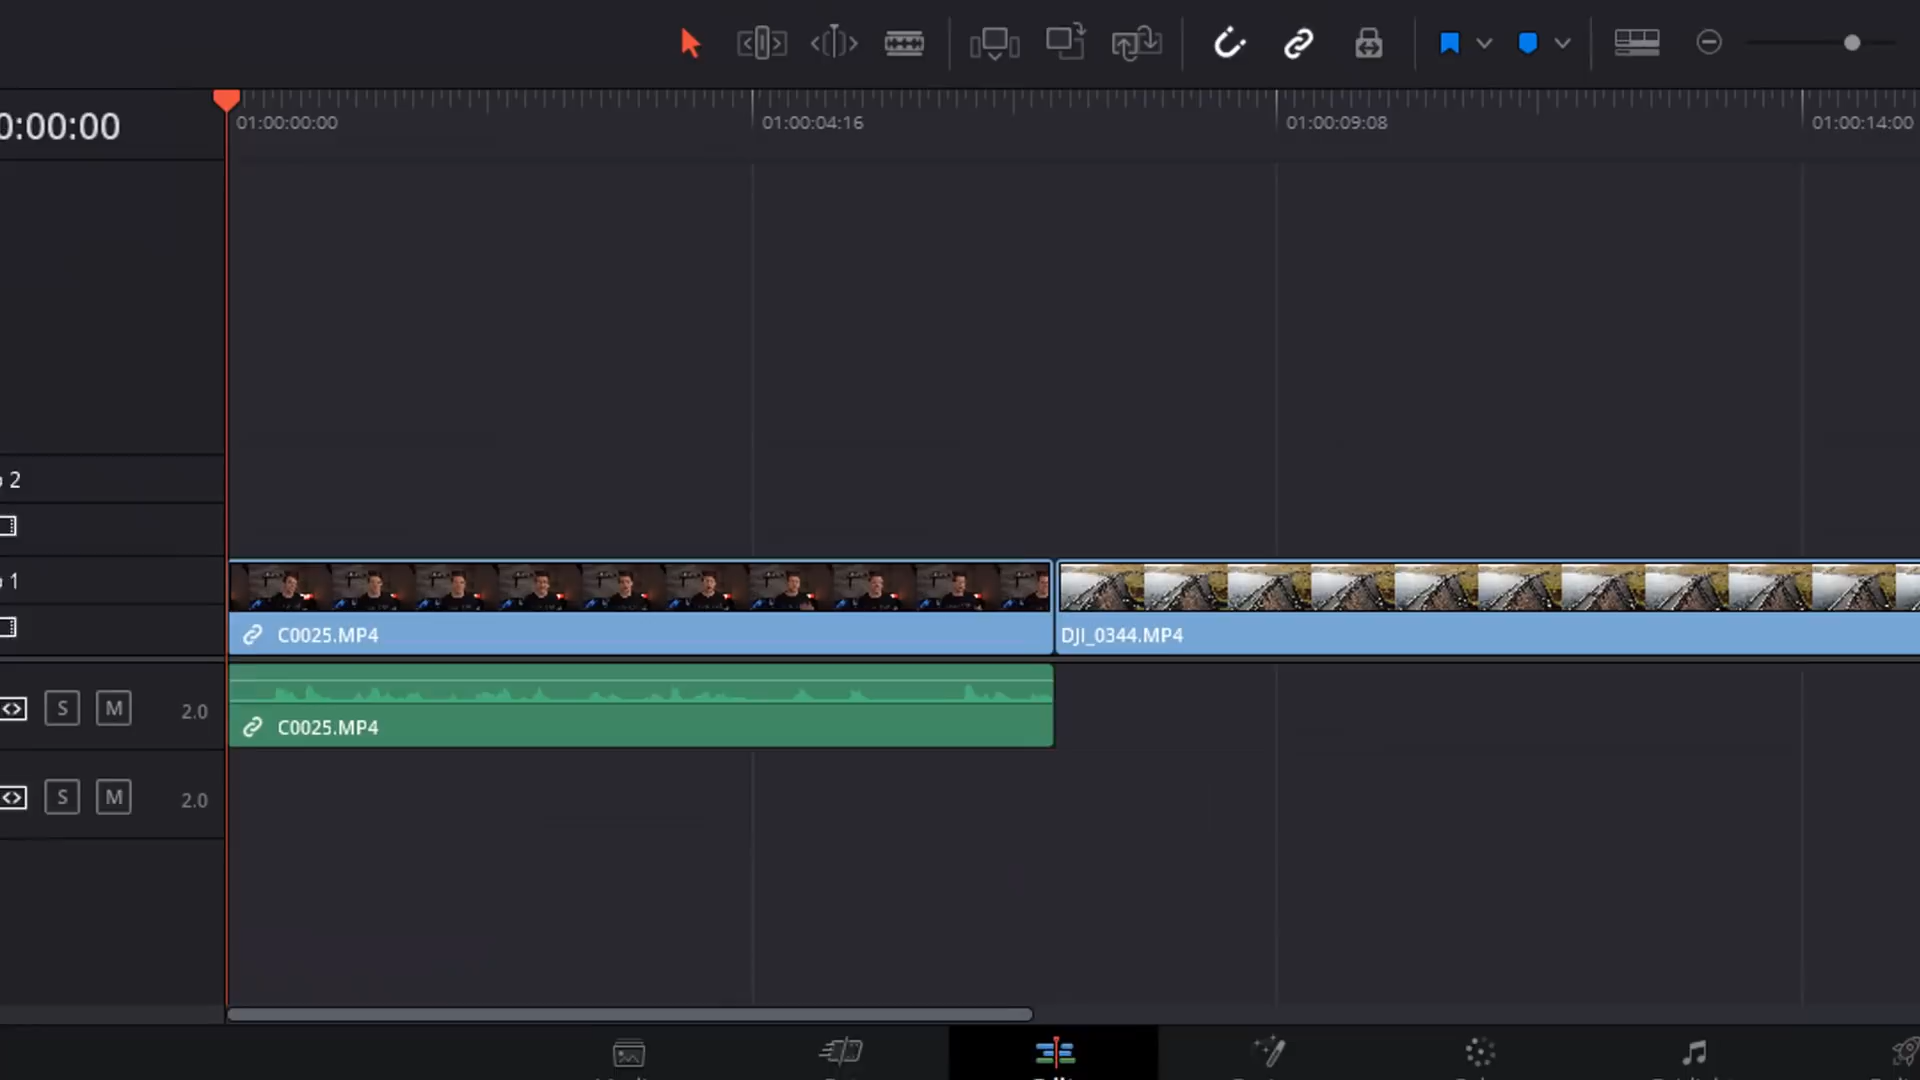 0:00:00
01:00:00:00
01:00:04:16
01:00:09:08
01:00:14:00
2
1
C0025.MP4
DJI_0344.MP4
S
M
2.0
C0025.MP4
S
M
2.0